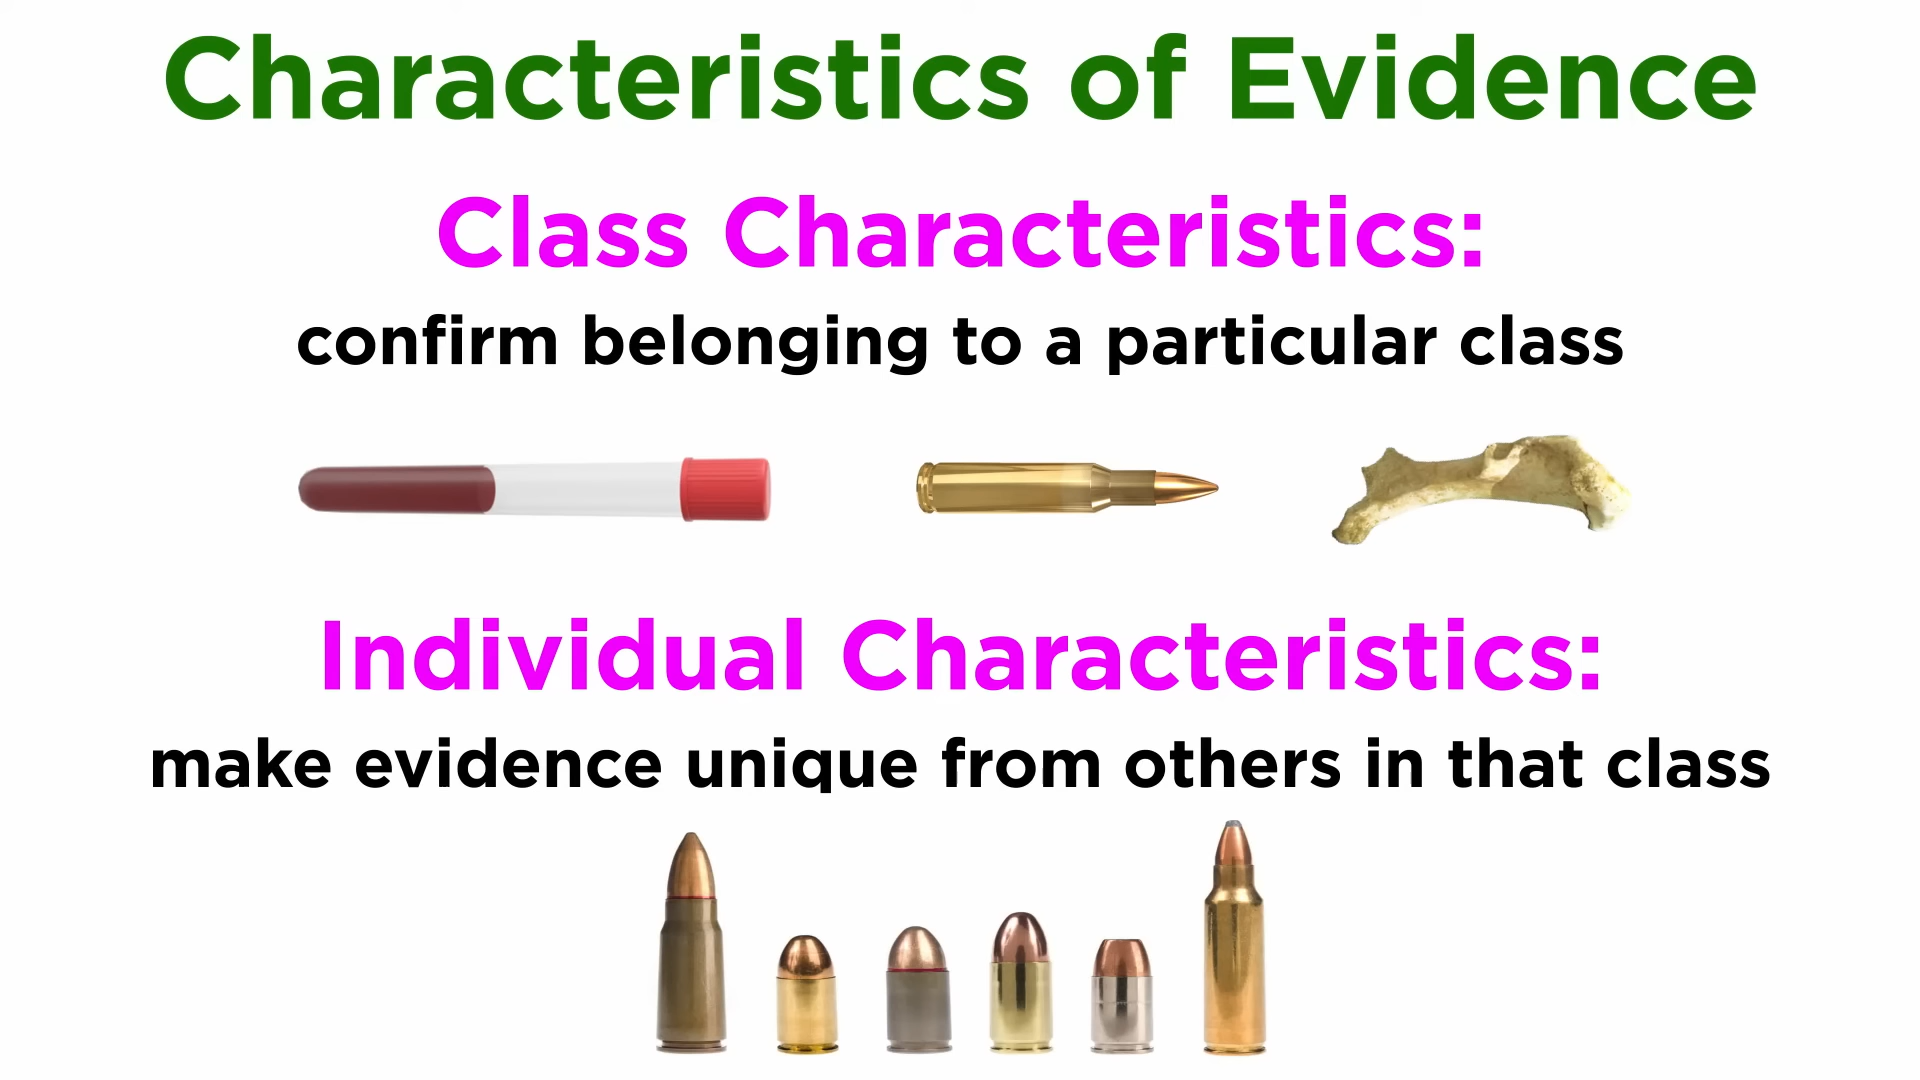 Characteristics of Evidence
Class Characteristics:
confirm belonging to a particular class
Individual Characteristics:
make evidence unique from others in that class